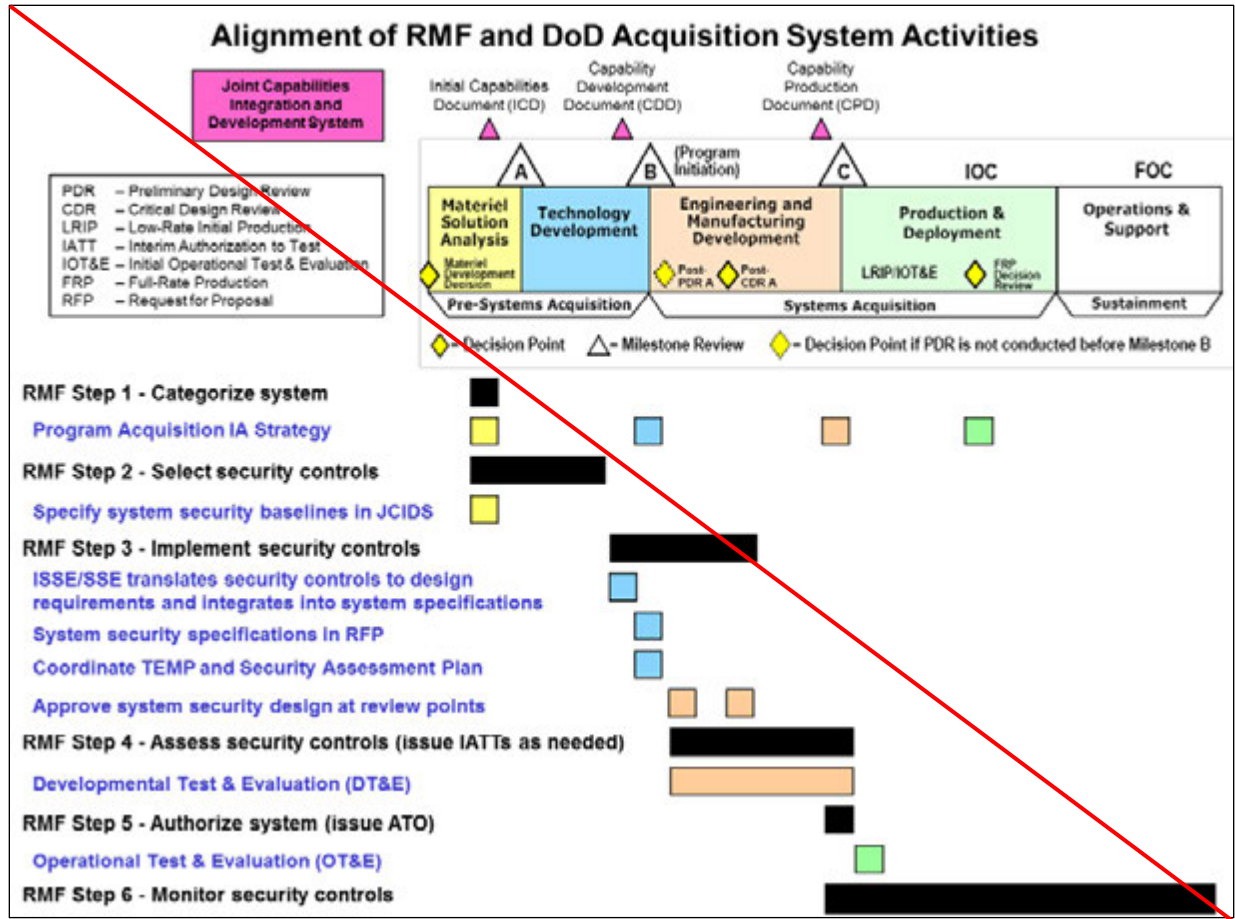 Alignment of RMF and DoD Acquisition System Activities
Joint Capabilities
Integration and
Development System
Initial Capabilities
Document (ICD)
Capability
Development
Document (CDD)
Capability
Production
Document (CPD)
PDR – Preliminary Design Review
CDR – Critical Design Review
LRIP – Low-Rate Initial Production
IATT – Interim Authorization to Test
IOT&E – Initial Operational Test & Evaluation
FRP – Full-Rate Production
RFP – Request for Proposal
A
B
(Program
Initiation)
C
IOC
FOC
Materiel
Solution
Analysis
Technology
Development
Engineering and
Manufacturing
Development
Production &
Deployment
Operations &
Support
Materiel
Development
Decision
Post-
PDR A
Post-
CDR A
LRIP/IOT&E
FRP
Decision
Review
Pre-Systems Acquisition
Systems Acquisition
Sustainment
= Decision Point
= Milestone Review
= Decision Point if PDR is not conducted before Milestone B
RMF Step 1 - Categorize system
Program Acquisition IA Strategy
RMF Step 2 - Select security controls
Specify system security baselines in JCIDS
RMF Step 3 - Implement security controls
ISSE/SSE translates security controls to design
requirements and integrates into system specifications
System security specifications in RFP
Coordinate TEMP and Security Assessment Plan
Approve system security design at review points
RMF Step 4 - Assess security controls (issue IATTs as needed)
Developmental Test & Evaluation (DT&E)
RMF Step 5 - Authorize system (issue ATO)
Operational Test & Evaluation (OT&E)
RMF Step 6 - Monitor security controls